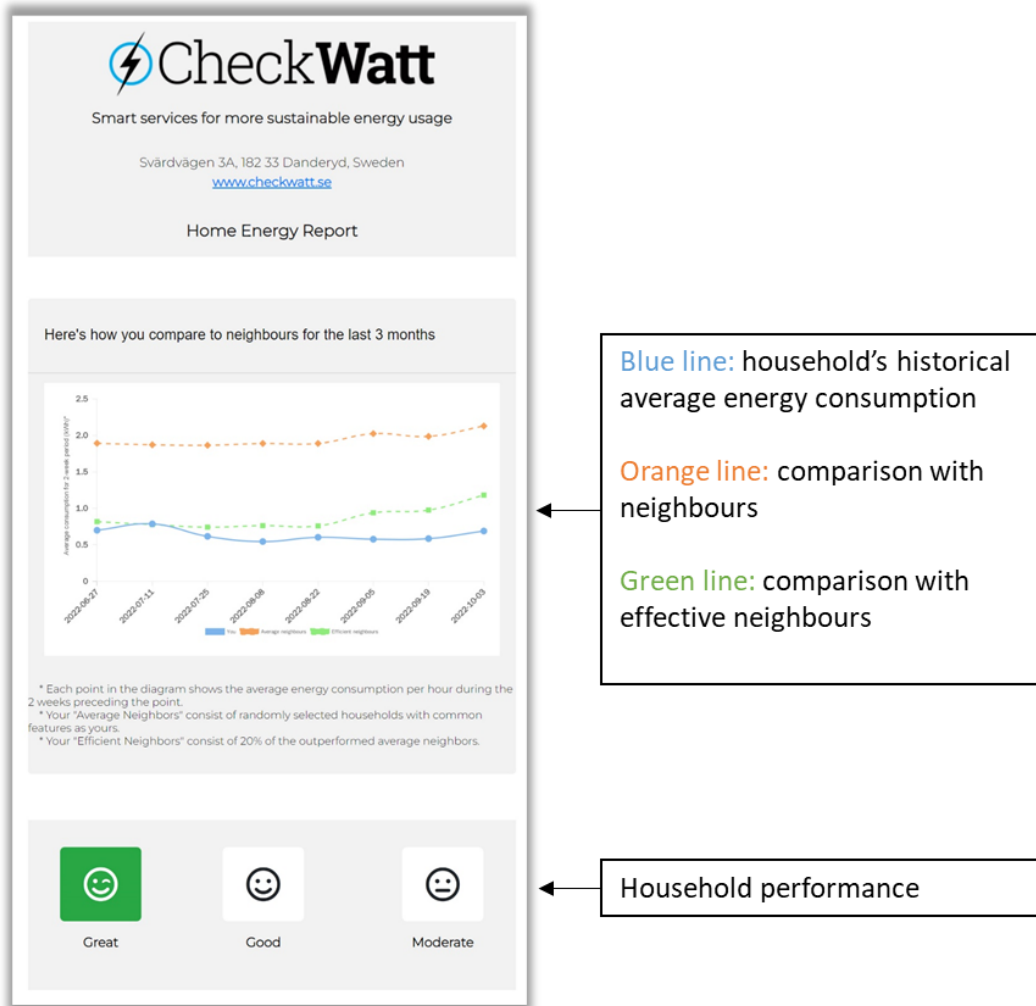 CheckWatt
Smart services for more sustainable energy usage
Svärdvägen 3A, 182 33 Danderyd, Sweden
www.checkwatt.se
Home Energy Report
Here's how you compare to neighbours for the last 3 months
Average consumption for 2-week period (kWh)*
2.5
2.0
1.5
1.0
0.5
0
2022-06-27
2022-07-11
2022-07-25
2022-08-08
2022-08-22
2022-09-05
2022-09-19
2022-10-03
You
Average neighbours
Efficient neighbours
* Each point in the diagram shows the average energy consumption per hour during the
2 weeks preceding the point.
* Your "Average Neighbors" consist of randomly selected households with common
features as yours.
* Your "Efficient Neighbors" consist of 20% of the outperformed average neighbors.
Great
Good
Moderate
Blue line: household's historical
average energy consumption
Orange line: comparison with
neighbours
Green line: comparison with
effective neighbours
Household performance